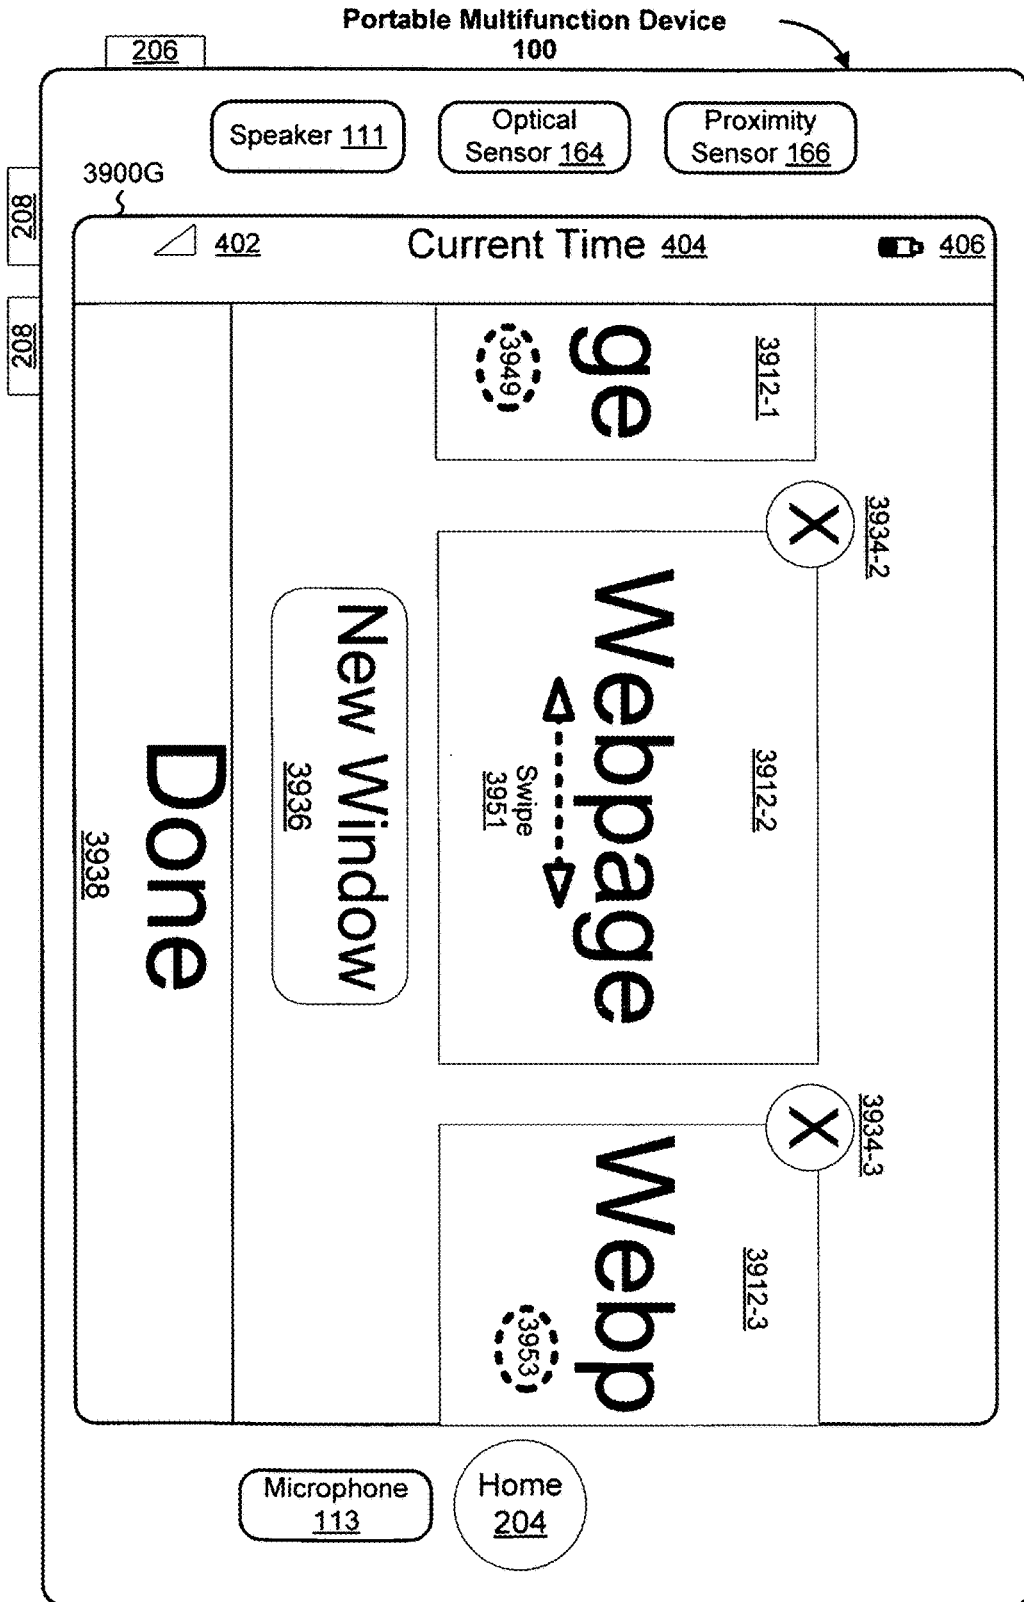 Portable Multifunction Device
100
206
Speaker 111
Optical
Sensor 164
Proximity
Sensor 166
3900G
208
208
402
Current Time 404
406
3912-1
ge
3949
3934-2
X
3912-2
Webpage
Swipe
3951
New Window
3936
Done
3938
3934-3
X
3912-3
Webp
3953
Microphone
113
Home
204